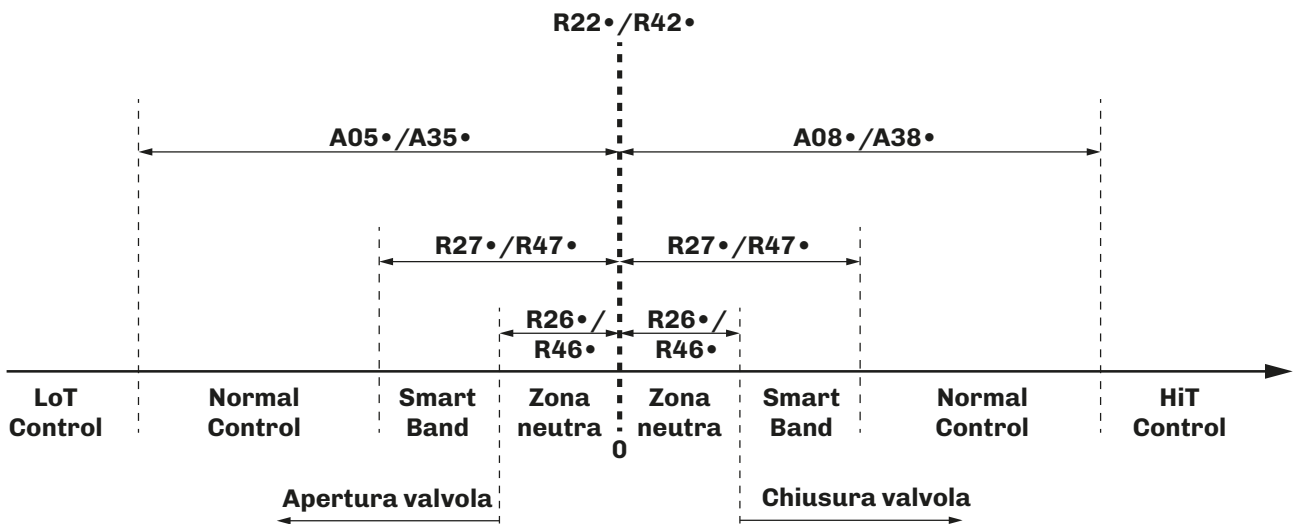 R22•/R42•
A05•/A35•
A08•/A38•
R27•/R47•
R27•/R47•
R26•/
R46•
R26•/
R46•
LoT
Control
Normal
Control
Smart
Band
Zona
neutra
Zona
neutra
Smart
Band
Normal
Control
HiT
Control
0
Apertura valvola
Chiusura valvola